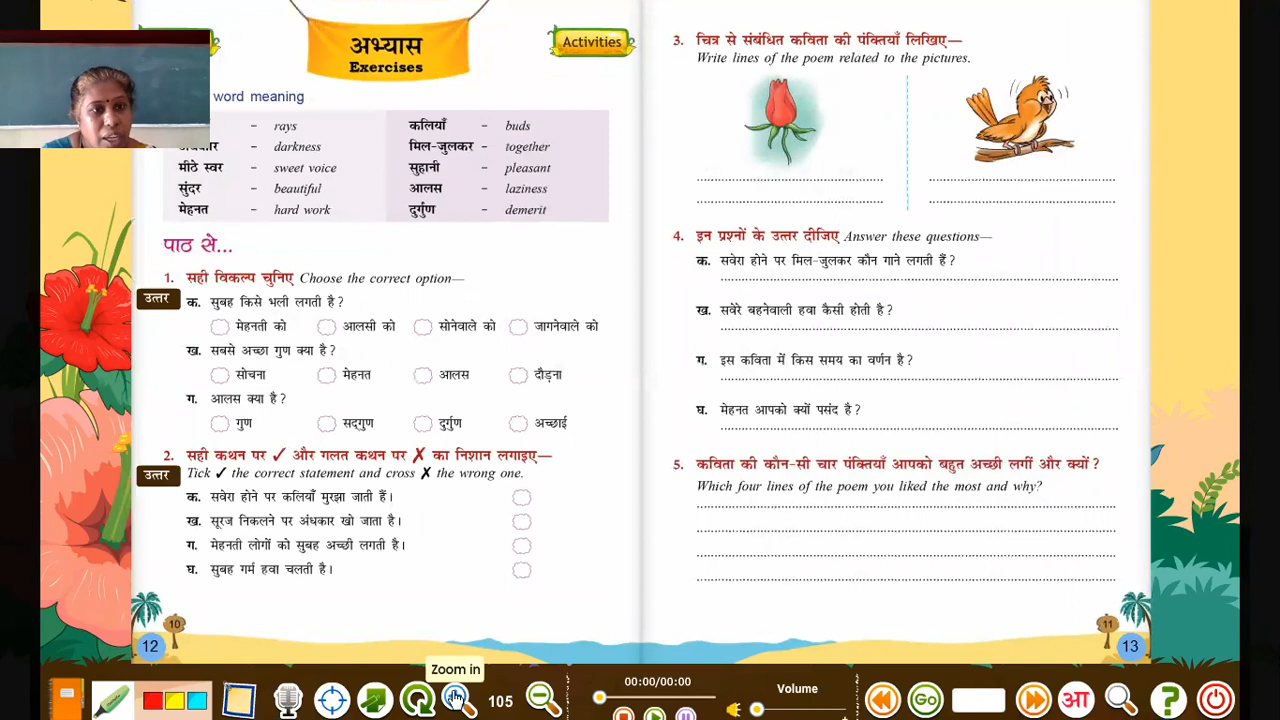 अभ्यास
Exercises
Activities
word meaning
- rays
- darkness
मीठे स्वर - sweet voice
सुंदर - beautiful
मेहनत - hard work
कलियाँ - buds
मिल-जुलकर - together
सुहानी - pleasant
आलस - laziness
दुर्गुण - demerit
पाठ से...
1. सही विकल्प चुनिए Choose the correct option—
उत्तर
क. सुबह किसे भली लगती है?
मेहनती को आलसी को सोनेवाले को जागनेवाले को
ख. सबसे अच्छा गुण क्या है?
सोचना मेहनत आलस दौड़ना
ग. आलस क्या है?
गुण सद्गुण दुर्गुण अच्छाई
2. सही कथन पर ✓ और गलत कथन पर ✗ का निशान लगाइए—
उत्तर
Tick ✓ the correct statement and cross ✗ the wrong one.
क. सवेरा होने पर कलियाँ मुरझा जाती हैं।
ख. सूरज निकलने पर अंधकार खो जाता है।
ग. मेहनती लोगों को सुबह अच्छी लगती है।
घ. सुबह गर्म हवा चलती है।
10
12
3. चित्र से संबंधित कविता की पंक्तियाँ लिखिए—
Write lines of the poem related to the pictures.
4. इन प्रश्नों के उत्तर दीजिए Answer these questions—
क. सवेरा होने पर मिल-जुलकर कौन गाने लगती हैं?
ख. सवेरे बहनेवाली हवा कैसी होती है?
ग. इस कविता में किस समय का वर्णन है?
घ. मेहनत आपको क्यों पसंद है?
5. कविता की कौन-सी चार पंक्तियाँ आपको बहुत अच्छी लगीं और क्यों?
Which four lines of the poem you liked the most and why?
11
13
Zoom in
105
00:00/00:00
Volume
Go
आ